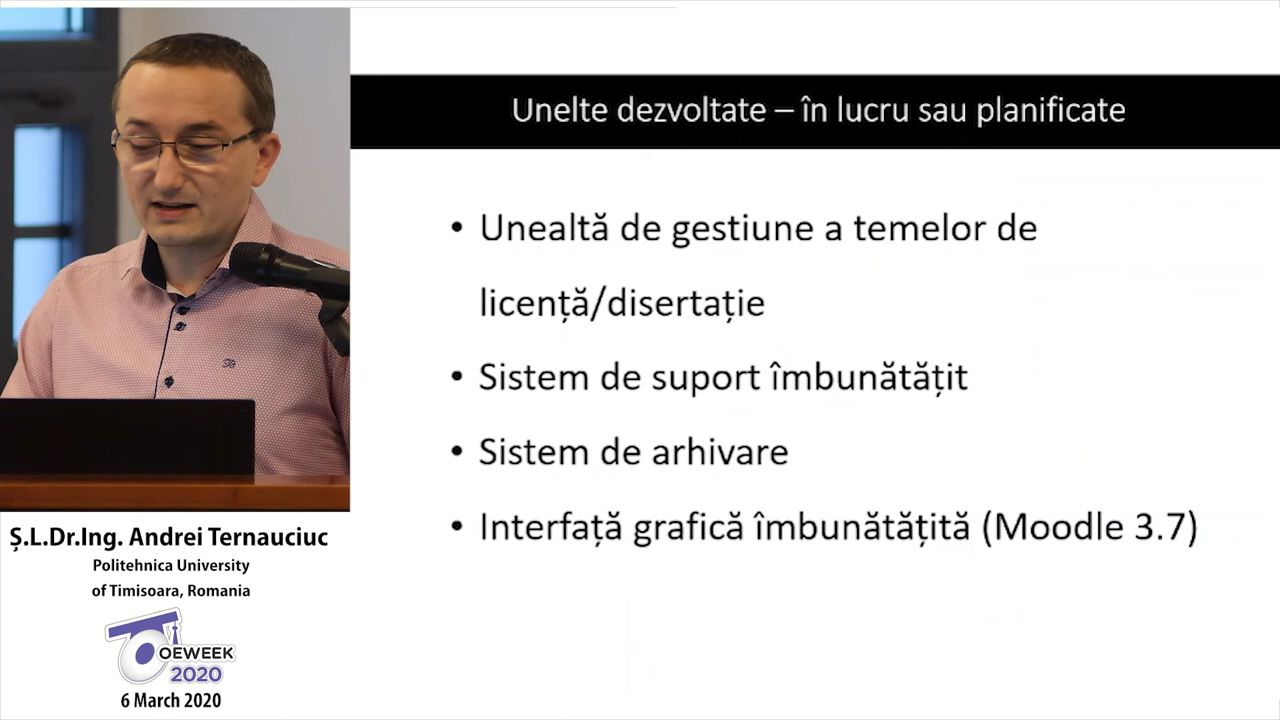 Unelte dezvoltate – în lucru sau planificate
• Unealtă de gestiune a temelor de
licență/disertație
• Sistem de suport îmbunătățit
• Sistem de arhivare
• Interfață grafică îmbunătățită (Moodle 3.7)
Ș.L.Dr.Ing. Andrei Ternauciuc
Politehnica University
of Timisoara, Romania
OEWEEK
2020
6 March 2020